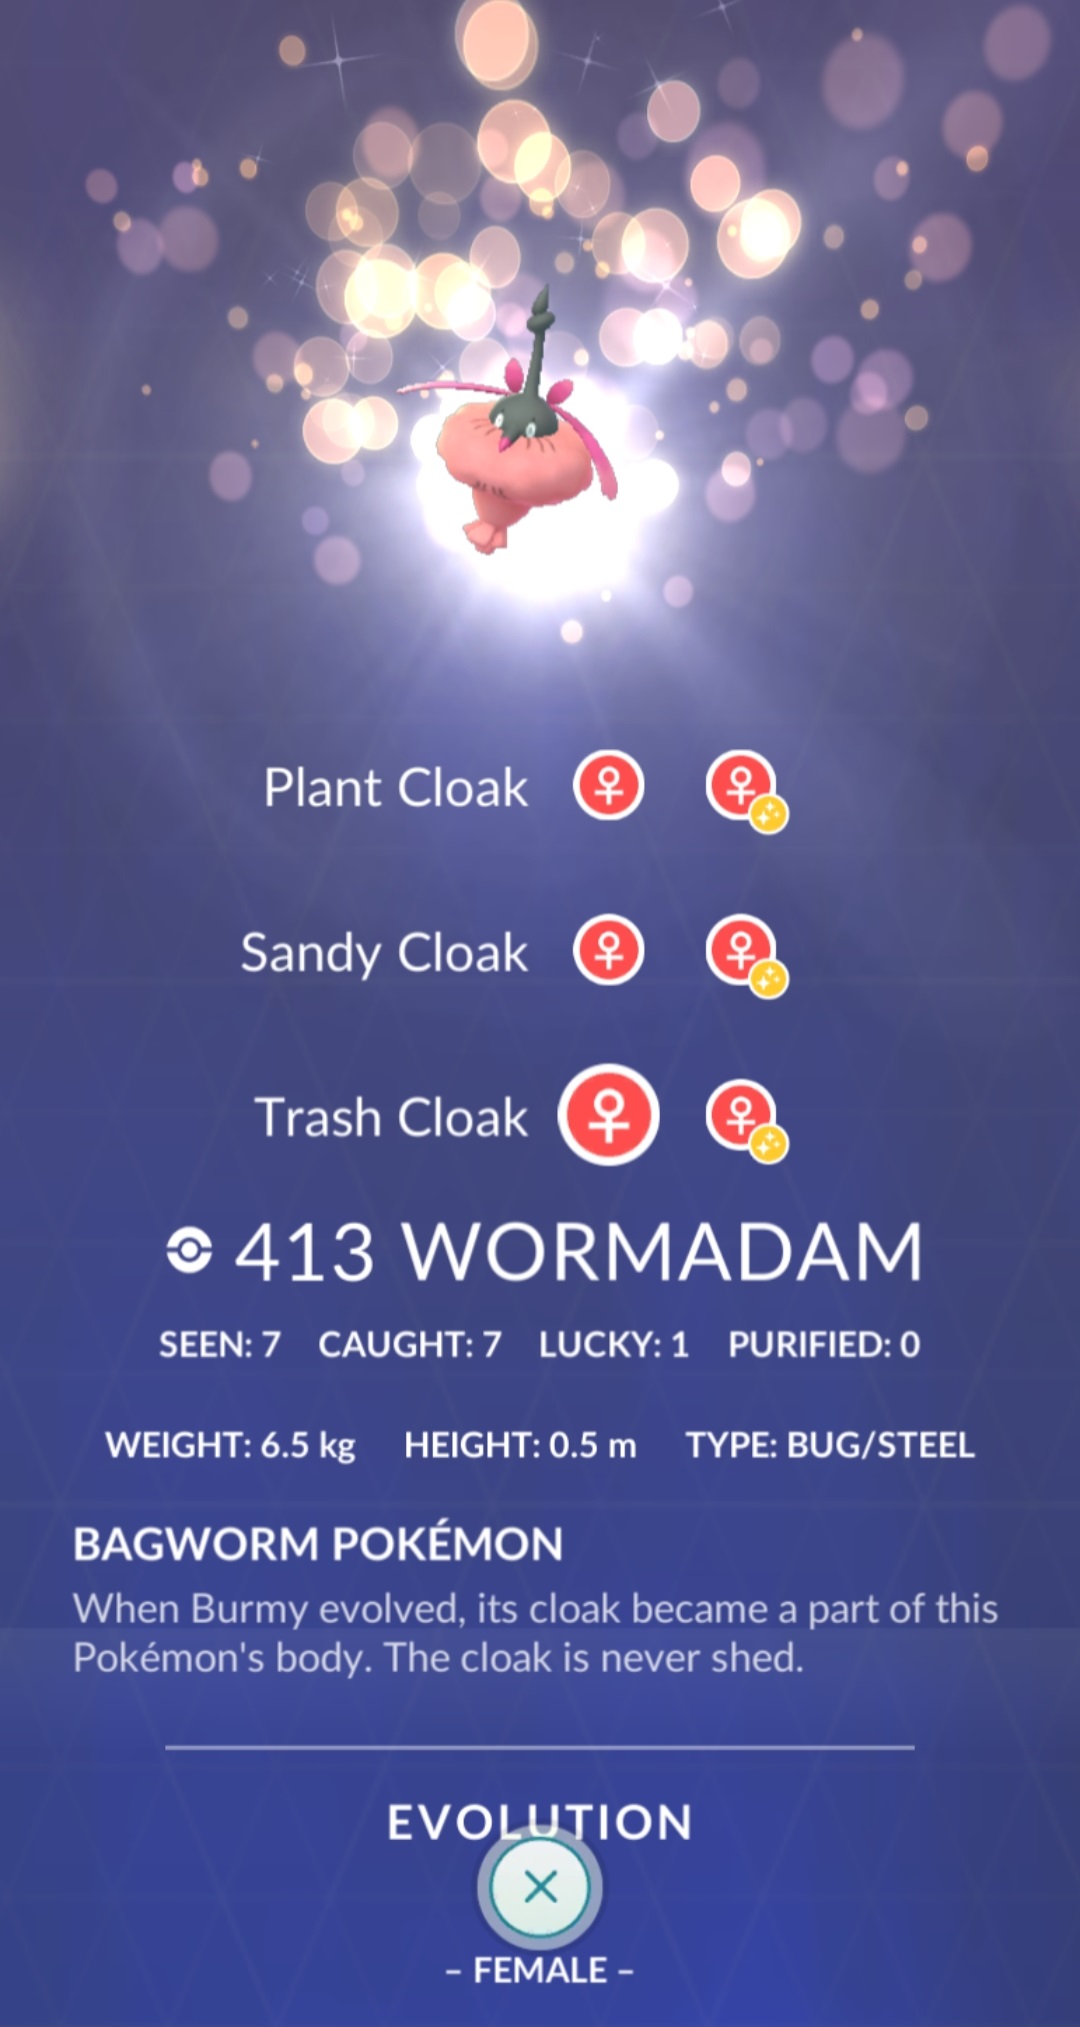 Plant Cloak
Sandy Cloak
Trash Cloak
413 WORMADAM
SEEN: 7 CAUGHT: 7 LUCKY: 1 PURIFIED: 0
WEIGHT: 6.5 kg HEIGHT: 0.5 m TYPE: BUG/STEEL
BAGWORM POKÉMON
When Burmy evolved, its cloak became a part of this
Pokémon's body. The cloak is never shed.
EVOLUTION
– FEMALE –